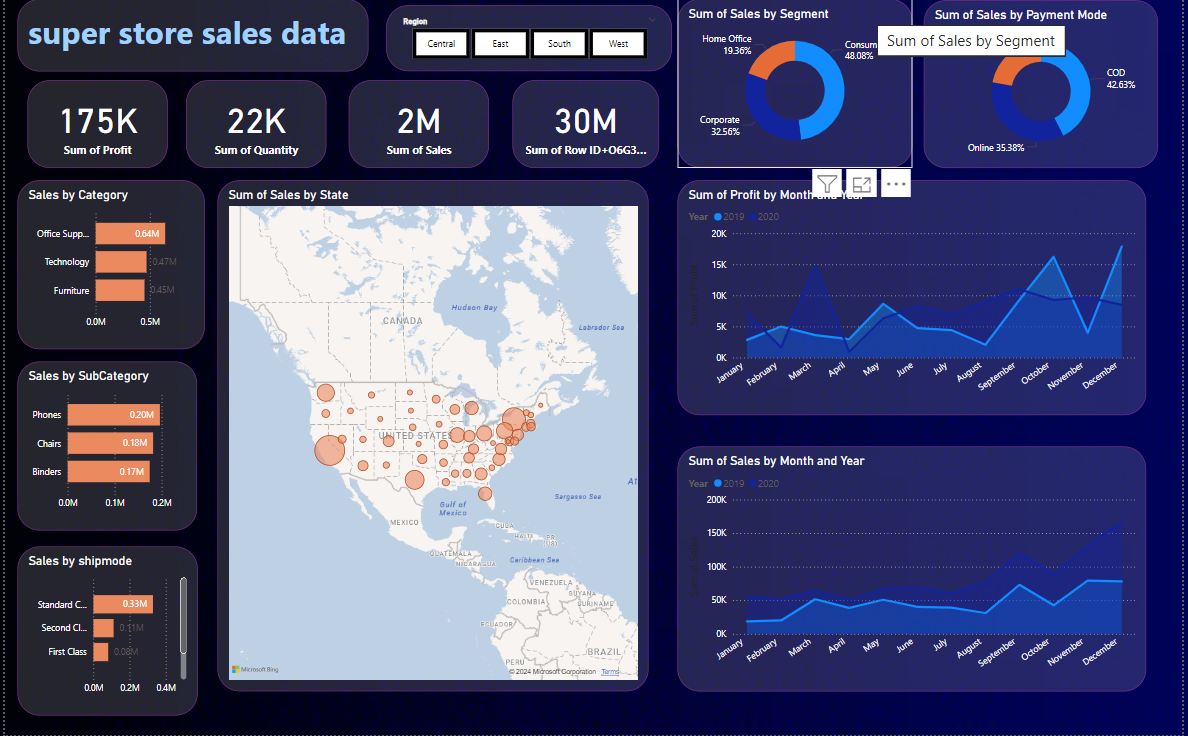 super store sales data
Region
Central
East
South
West
Sum of Sales by Segment
Home Office
19.36%
Consum
48.08%
Corporate
32.56%
Sum of Sales by Segment
Sum of Sales by Payment Mode
COD
42.63%
Online 35.38%
175K
Sum of Profit
22K
Sum of Quantity
2M
Sum of Sales
30M
Sum of Row ID+O6G3...
Sales by Category
Office Supp...
0.64M
Technology
0.47M
Furniture
0.45M
0.0M
0.5M
Sales by SubCategory
Phones
0.20M
Chairs
0.18M
Binders
0.17M
0.0M
0.1M
0.2M
Sales by shipmode
Standard C...
0.33M
Second Cl...
0.11M
First Class
0.08M
0.0M
0.2M
0.4M
Sum of Sales by State
Hudson Bay
CANADA
Labrador Sea
UNITED STATES
Sargasso Sea
At
Gulf of
Mexico
MEXICO
CUBA
HAITI
PR
(US)
GUATEMALA
NICARAGUA
Caribbean Sea
VENEZUELA
GUYANA
COLOMBIA
SURINAME
ECUADOR
PERU
BRAZIL
Microsoft Bing
© 2024 Microsoft Corporation
Terms
Sum of Profit by Month and Year
Year
2019
2020
20K
15K
10K
5K
0K
January
February
March
April
May
June
July
August
September
October
November
December
Sum of Sales by Month and Year
Year
2019
2020
200K
150K
100K
50K
0K
January
February
March
April
May
June
July
August
September
October
November
December